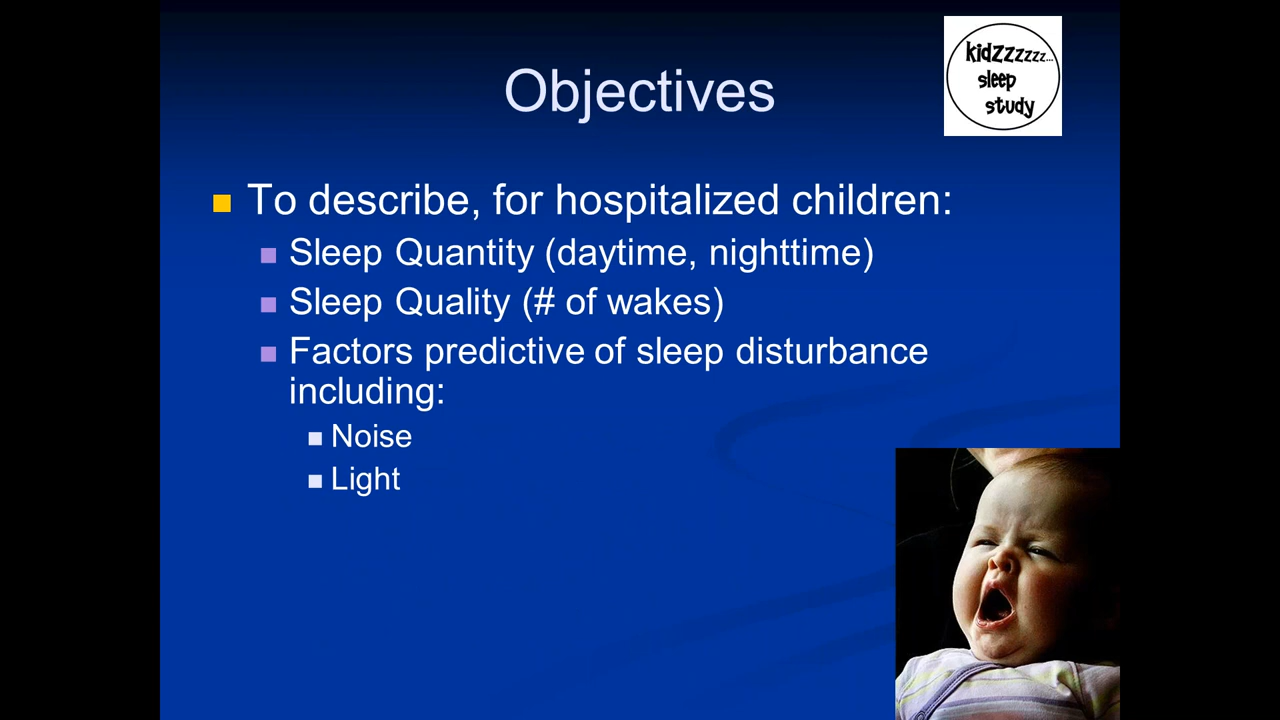 Objectives
kidzzzzzz...
sleep
study
To describe, for hospitalized children:
Sleep Quantity (daytime, nighttime)
Sleep Quality (# of wakes)
Factors predictive of sleep disturbance
including:
Noise
Light